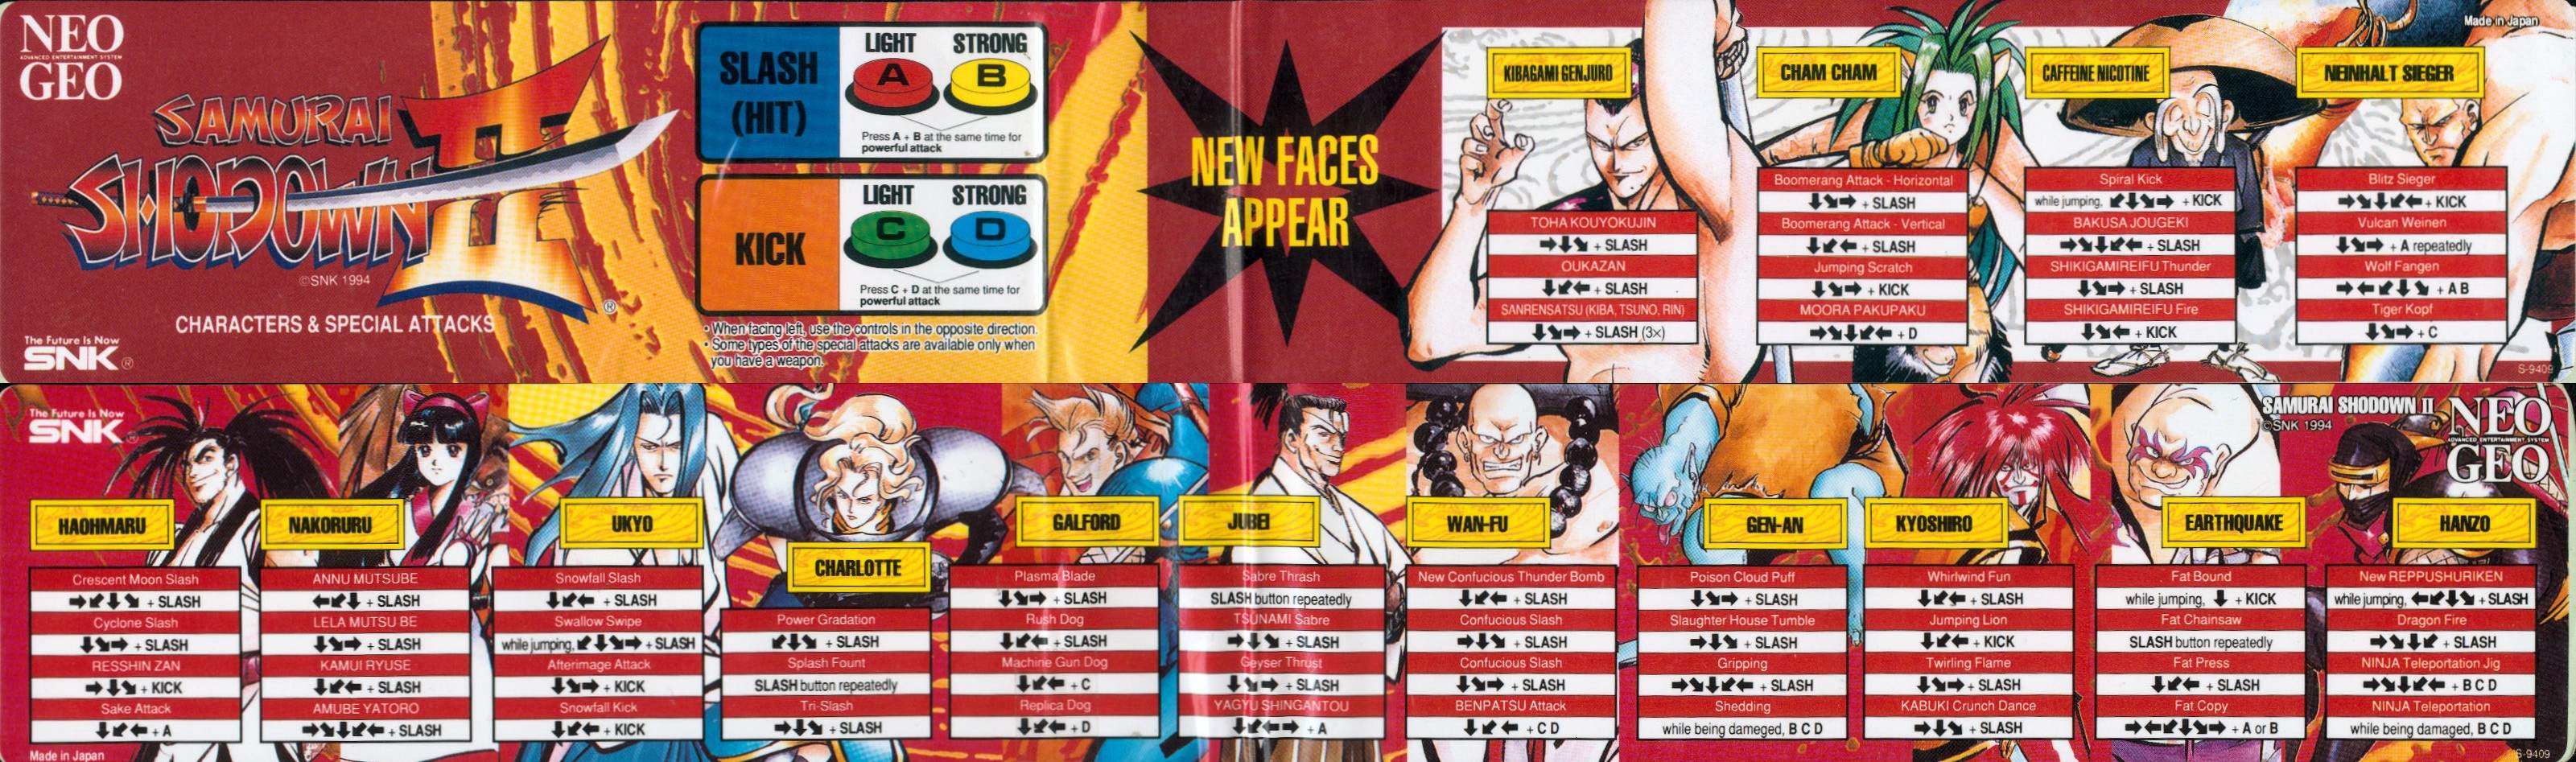 NEO
ADVANCED ENTERTAINMENT SYSTEM
GEO
SAMURAI
SHODOWN
II
®
©SNK 1994
CHARACTERS & SPECIAL ATTACKS
The Future Is Now
SNK®
SLASH
(HIT)
LIGHT STRONG
A B
Press A + B at the same time for
powerful attack
KICK
LIGHT STRONG
C D
Press C + D at the same time for
powerful attack
• When facing left, use the controls in the opposite direction.
• Some types of the special attacks are available only when
you have a weapon.
NEW FACES
APPEAR
Made in Japan
KIBAGAMI GENJURO
TOHA KOUYOKUJIN
➡⬇↘ + SLASH
OUKAZAN
⬇↙⬅ + SLASH
SANRENSATSU (KIBA, TSUNO, RIN)
⬇↘➡ + SLASH (3×)
CHAM CHAM
Boomerang Attack - Horizontal
⬇↘➡ + SLASH
Boomerang Attack - Vertical
⬇↙⬅ + SLASH
Jumping Scratch
⬇↘➡ + KICK
MOORA PAKUPAKU
➡↘⬇↙⬅ + D
CAFFEINE NICOTINE
Spiral Kick
while jumping, ↙⬇↘➡ + KICK
BAKUSA JOUGEKI
➡↘⬇↙⬅ + SLASH
SHIKIGAMIREIFU Thunder
⬇↘➡ + SLASH
SHIKIGAMIREIFU Fire
⬇↘⬅ + KICK
NEINHALT SIEGER
Blitz Sieger
➡↘⬇↙⬅ + KICK
Vulcan Weinen
⬇↘➡ + A repeatedly
Wolf Fangen
➡⬅↙⬇↘ + A B
Tiger Kopf
⬇↘➡ + C
S-9409
The Future Is Now
SNK®
HAOHMARU
Crescent Moon Slash
➡↙⬇↘ + SLASH
Cyclone Slash
⬇↘➡ + SLASH
RESSHIN ZAN
➡⬇↘ + KICK
Sake Attack
⬇↙⬅ + A
Made in Japan
NAKORURU
ANNU MUTSUBE
⬅↙⬇ + SLASH
LELA MUTSU BE
⬇↘➡ + SLASH
KAMUI RYUSE
⬇↙⬅ + SLASH
AMUBE YATORO
➡↘⬇↙⬅ + SLASH
UKYO
Snowfall Slash
⬇↙⬅ + SLASH
Swallow Swipe
while jumping, ↙⬇↘➡ + SLASH
Afterimage Attack
⬇↘➡ + KICK
Snowfall Kick
⬇↙⬅ + KICK
CHARLOTTE
Power Gradation
↙⬇↘ + SLASH
Splash Fount
SLASH button repeatedly
Tri-Slash
➡⬇↘ + SLASH
GALFORD
Plasma Blade
⬇↘➡ + SLASH
Rush Dog
⬇↙⬅ + SLASH
Machine Gun Dog
⬇↙⬅ + C
Replica Dog
⬇↙⬅ + D
JUBEI
Sabre Thrash
SLASH button repeatedly
TSUNAMI Sabre
➡⬇↘ + SLASH
Geyser Thrust
⬇↘➡ + SLASH
YAGYU SHINGANTOU
⬇↙⬅➡ + A
WAN-FU
New Confucious Thunder Bomb
⬇↙⬅ + SLASH
Confucious Slash
➡⬇↘ + SLASH
Confucious Slash
⬇↘➡ + SLASH
BENPATSU Attack
⬇↙⬅ + C D
GEN-AN
Poison Cloud Puff
⬇↘➡ + SLASH
Slaughter House Tumble
➡⬇↘ + SLASH
Gripping
➡↘⬇↙⬅ + SLASH
Shedding
while being dameged, B C D
KYOSHIRO
Whirlwind Fun
⬇↙⬅ + SLASH
Jumping Lion
⬇↙⬅ + KICK
Twirling Flame
⬇↘➡ + SLASH
KABUKI Crunch Dance
➡⬇↘ + SLASH
EARTHQUAKE
Fat Bound
while jumping, ⬇ + KICK
Fat Chainsaw
SLASH button repeatedly
Fat Press
⬇↙⬅ + SLASH
Fat Copy
➡⬅↙⬇↘➡ + A or B
SAMURAI SHODOWN II
©SNK 1994
NEO
ADVANCED ENTERTAINMENT SYSTEM
GEO
HANZO
New REPPUSHURIKEN
while jumping, ⬅↙⬇↘ + SLASH
Dragon Fire
➡↘⬇↙ + SLASH
NINJA Teleportation Jig
➡↘⬇↙⬅ + B C D
NINJA Teleportation
while being damaged, B C D
S-9409